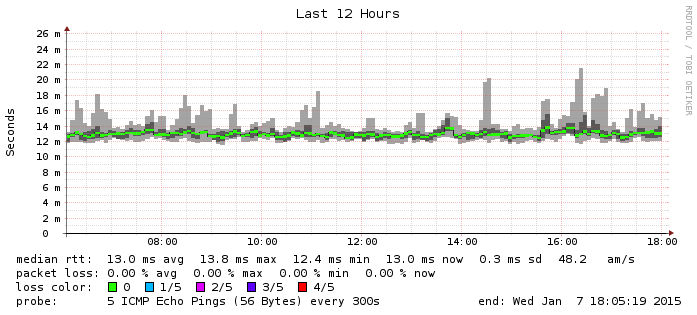 Last 12 Hours
RRDTOOL / TOBI OETIKER
Seconds
26 m
24 m
22 m
20 m
18 m
16 m
14 m
12 m
10 m
8 m
6 m
4 m
2 m
0
08:00 10:00 12:00 14:00 16:00 18:00
median rtt: 13.0 ms avg 13.8 ms max 12.4 ms min 13.0 ms now 0.3 ms sd 48.2 am/s
packet loss: 0.00 % avg 0.00 % max 0.00 % min 0.00 % now
loss color: 0 1/5 2/5 3/5 4/5
probe: 5 ICMP Echo Pings (56 Bytes) every 300s end: Wed Jan 7 18:05:19 2015